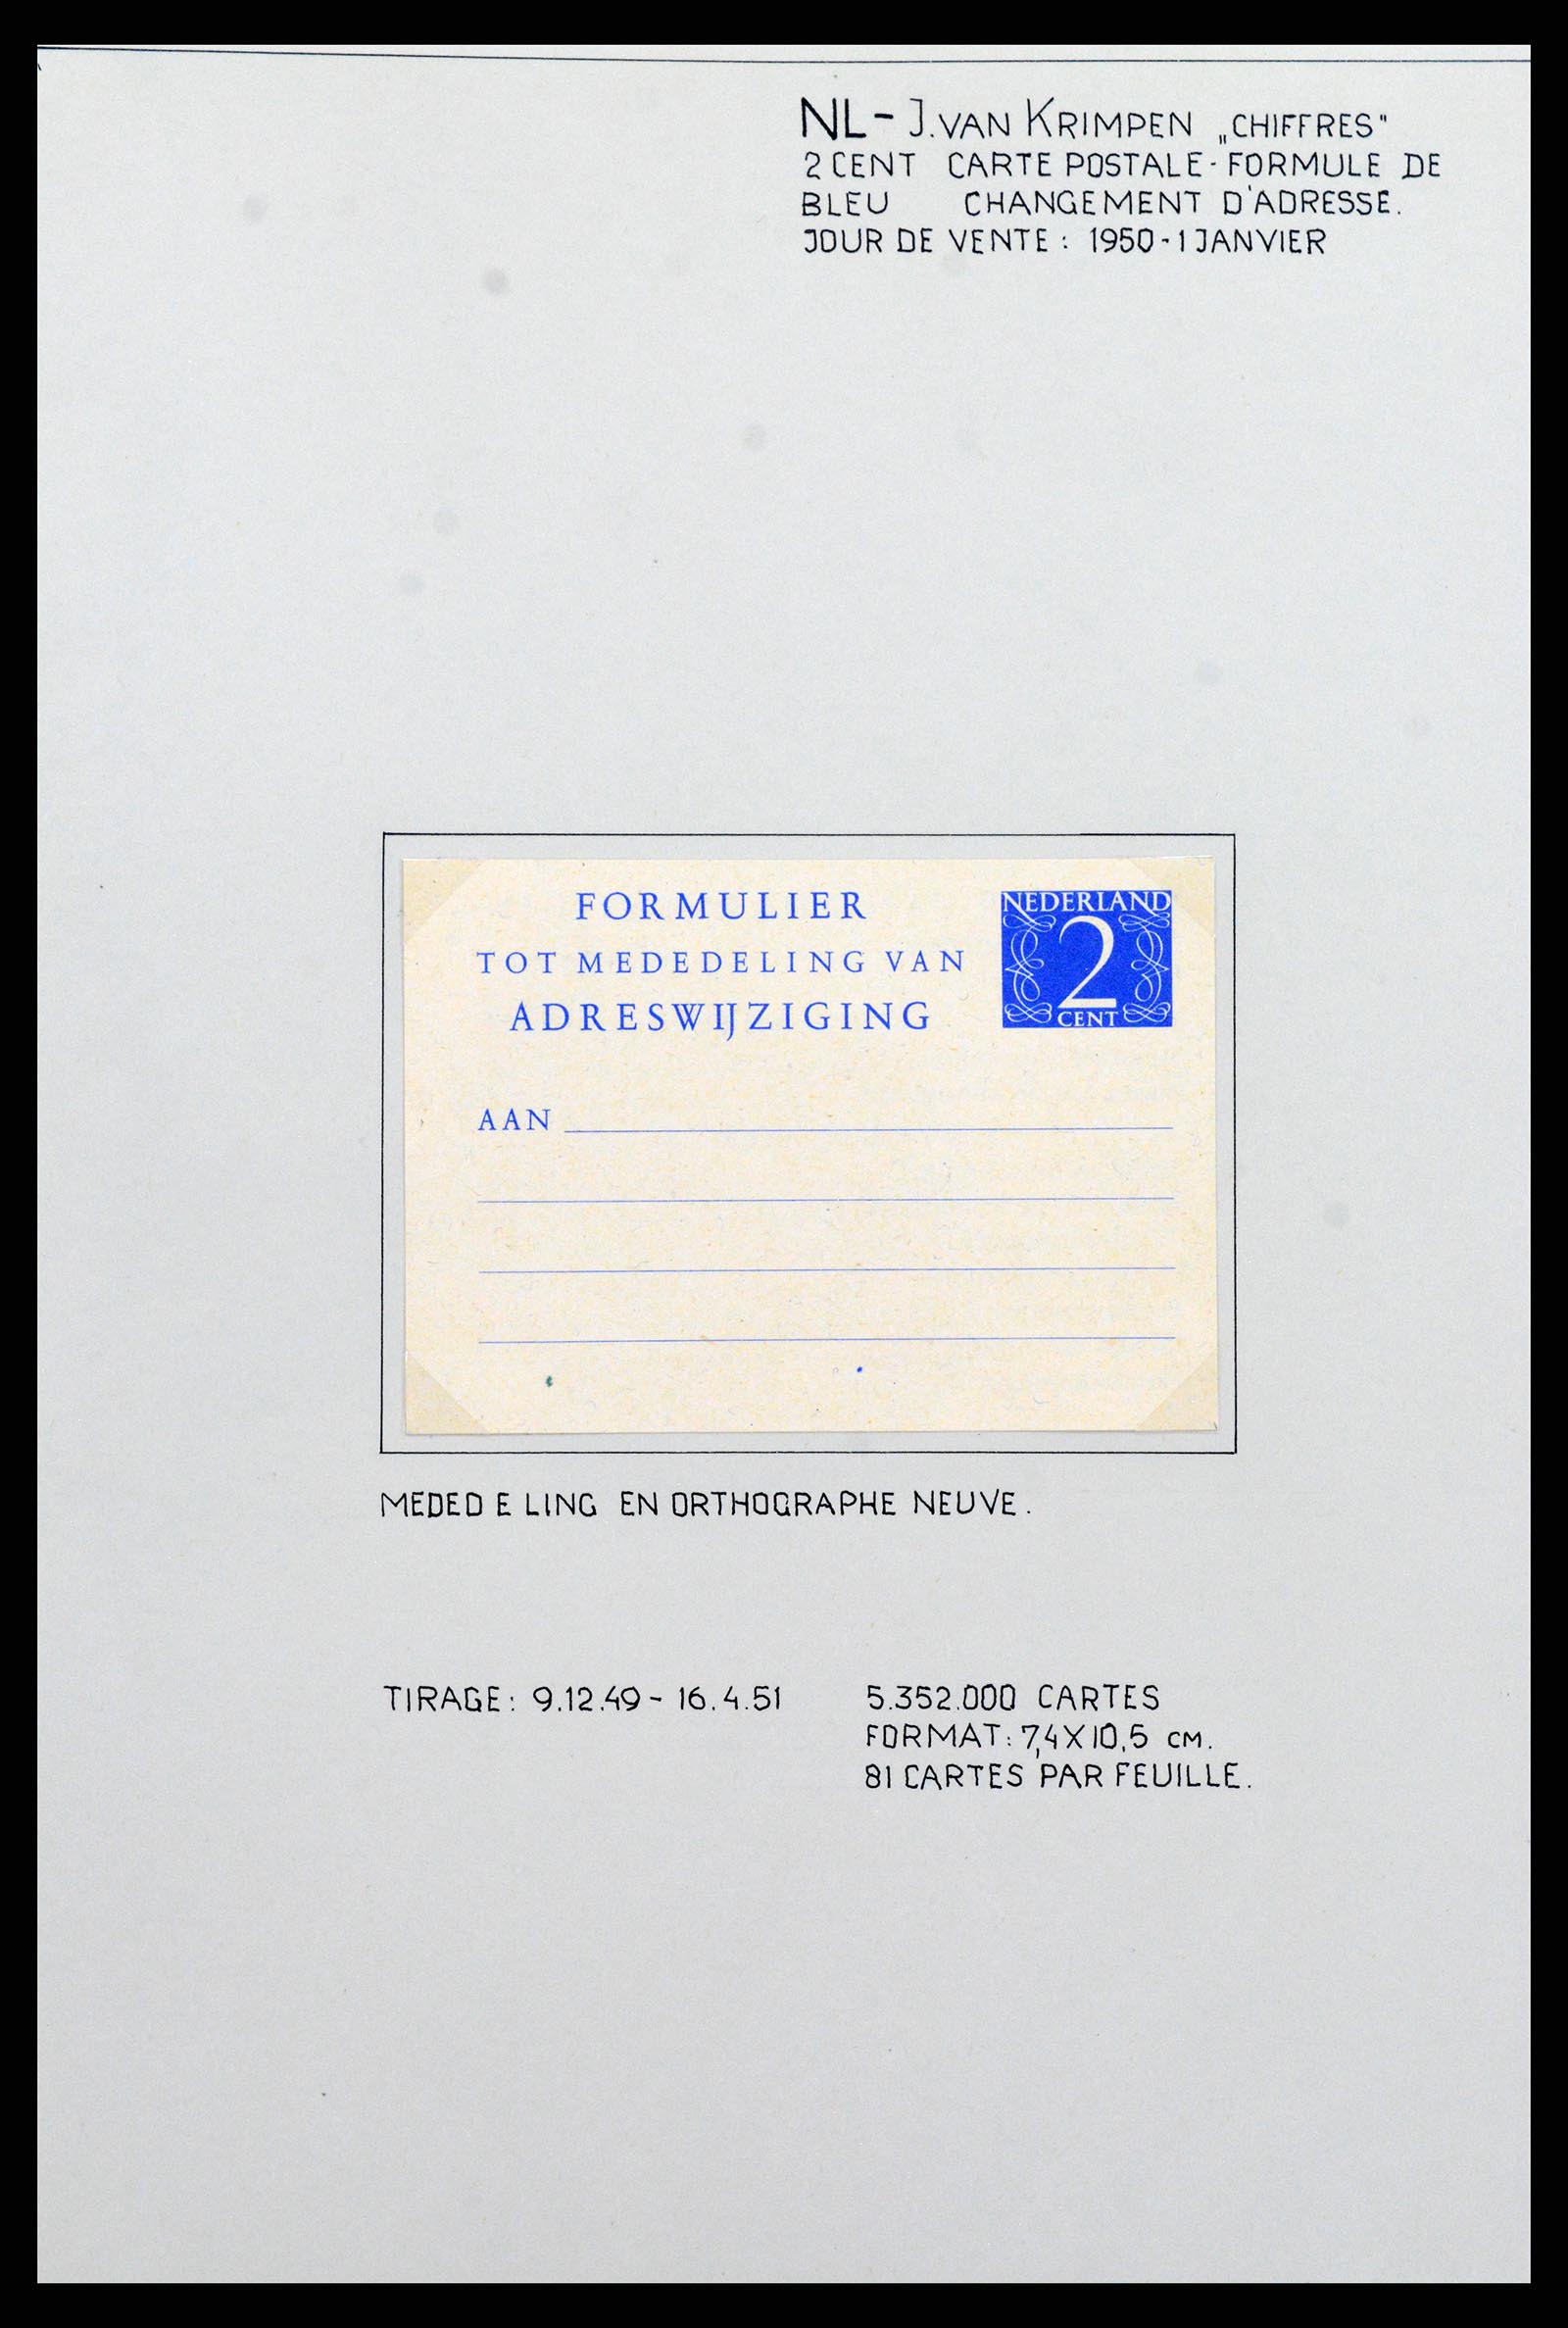 NL- J. VAN KRIMPEN „CHIFFRES"
2 CENT CARTE POSTALE - FORMULE DE
BLEU CHANGEMENT D'ADRESSE.
JOUR DE VENTE : 1950 - 1 JANVIER
FORMULIER
TOT MEDEDELING VAN
ADRESWIJZIGING
NEDERLAND
2
CENT
AAN
MEDEDELING EN ORTHOGRAPHE NEUVE.
TIRAGE: 9.12.49 - 16.4.51 5.352.000 CARTES
FORMAT: 7,4 X 10,5 CM.
81 CARTES PAR FEUILLE.